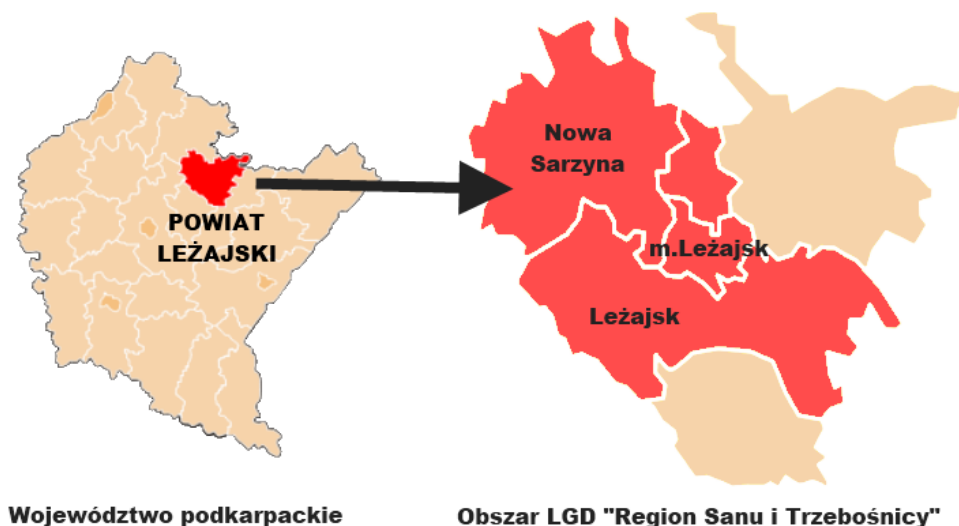 POWIAT
LEŻAJSKI
Nowa
Sarzyna
m.Leżajsk
Leżajsk
Województwo podkarpackie
Obszar LGD "Region Sanu i Trzebośnicy"